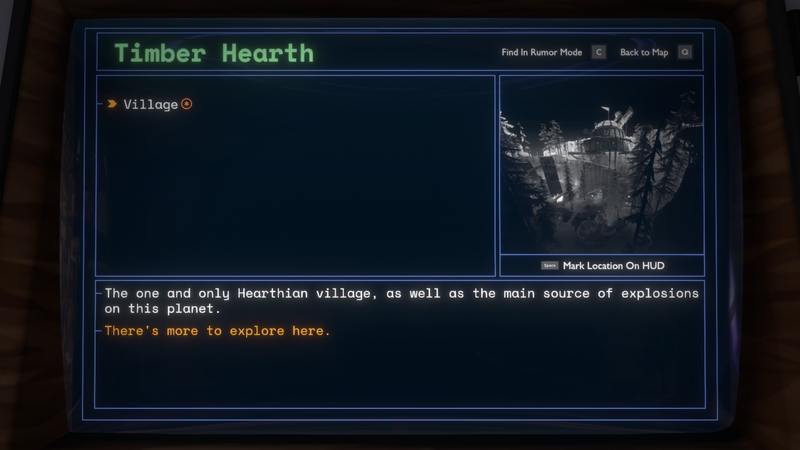 Timber Hearth
Find In Rumor Mode C Back to Map Q
Village
Space Mark Location On HUD
The one and only Hearthian village, as well as the main source of explosions
on this planet.
There's more to explore here.